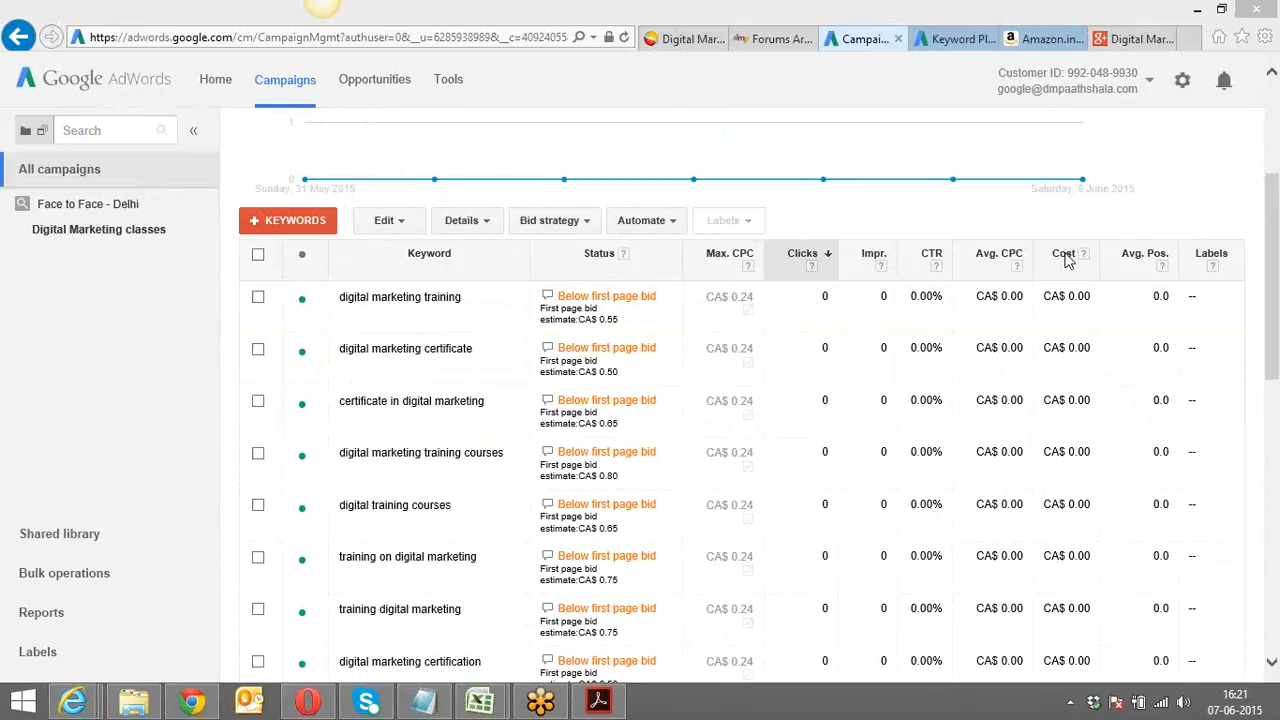 https://adwords.google.com/cm/CampaignMgmt?authuser=0&__u=6285938989&__c=40924055
Digital Mar...
Forums Ar...
Campai...
Keyword Pl...
Amazon.in...
Digital Mar...
Google AdWords
Home
Campaigns
Opportunities
Tools
Customer ID: 992-048-9930
google@dmpaathshala.com
Search
«
All campaigns
Face to Face - Delhi
Digital Marketing classes
Shared library
Bulk operations
Reports
Labels
1
0
Sunday, 31 May 2015
Saturday, 6 June 2015
+ KEYWORDS
Edit
Details
Bid strategy
Automate
Labels
Keyword
Status ?
Max. CPC ?
Clicks ?
Impr. ?
CTR ?
Avg. CPC ?
Cost ?
Avg. Pos. ?
Labels ?
digital marketing training
Below first page bid
First page bid
estimate:CA$ 0.55
CA$ 0.24
0
0
0.00%
CA$ 0.00
CA$ 0.00
0.0
--
digital marketing certificate
Below first page bid
First page bid
estimate:CA$ 0.50
CA$ 0.24
0
0
0.00%
CA$ 0.00
CA$ 0.00
0.0
--
certificate in digital marketing
Below first page bid
First page bid
estimate:CA$ 0.65
CA$ 0.24
0
0
0.00%
CA$ 0.00
CA$ 0.00
0.0
--
digital marketing training courses
Below first page bid
First page bid
estimate:CA$ 0.80
CA$ 0.24
0
0
0.00%
CA$ 0.00
CA$ 0.00
0.0
--
digital training courses
Below first page bid
First page bid
estimate:CA$ 0.65
CA$ 0.24
0
0
0.00%
CA$ 0.00
CA$ 0.00
0.0
--
training on digital marketing
Below first page bid
First page bid
estimate:CA$ 0.75
CA$ 0.24
0
0
0.00%
CA$ 0.00
CA$ 0.00
0.0
--
training digital marketing
Below first page bid
First page bid
estimate:CA$ 0.75
CA$ 0.24
0
0
0.00%
CA$ 0.00
CA$ 0.00
0.0
--
digital marketing certification
Below first page bid
First page bid
CA$ 0.24
0
0
0.00%
CA$ 0.00
CA$ 0.00
0.0
--
16:21
07-06-2015